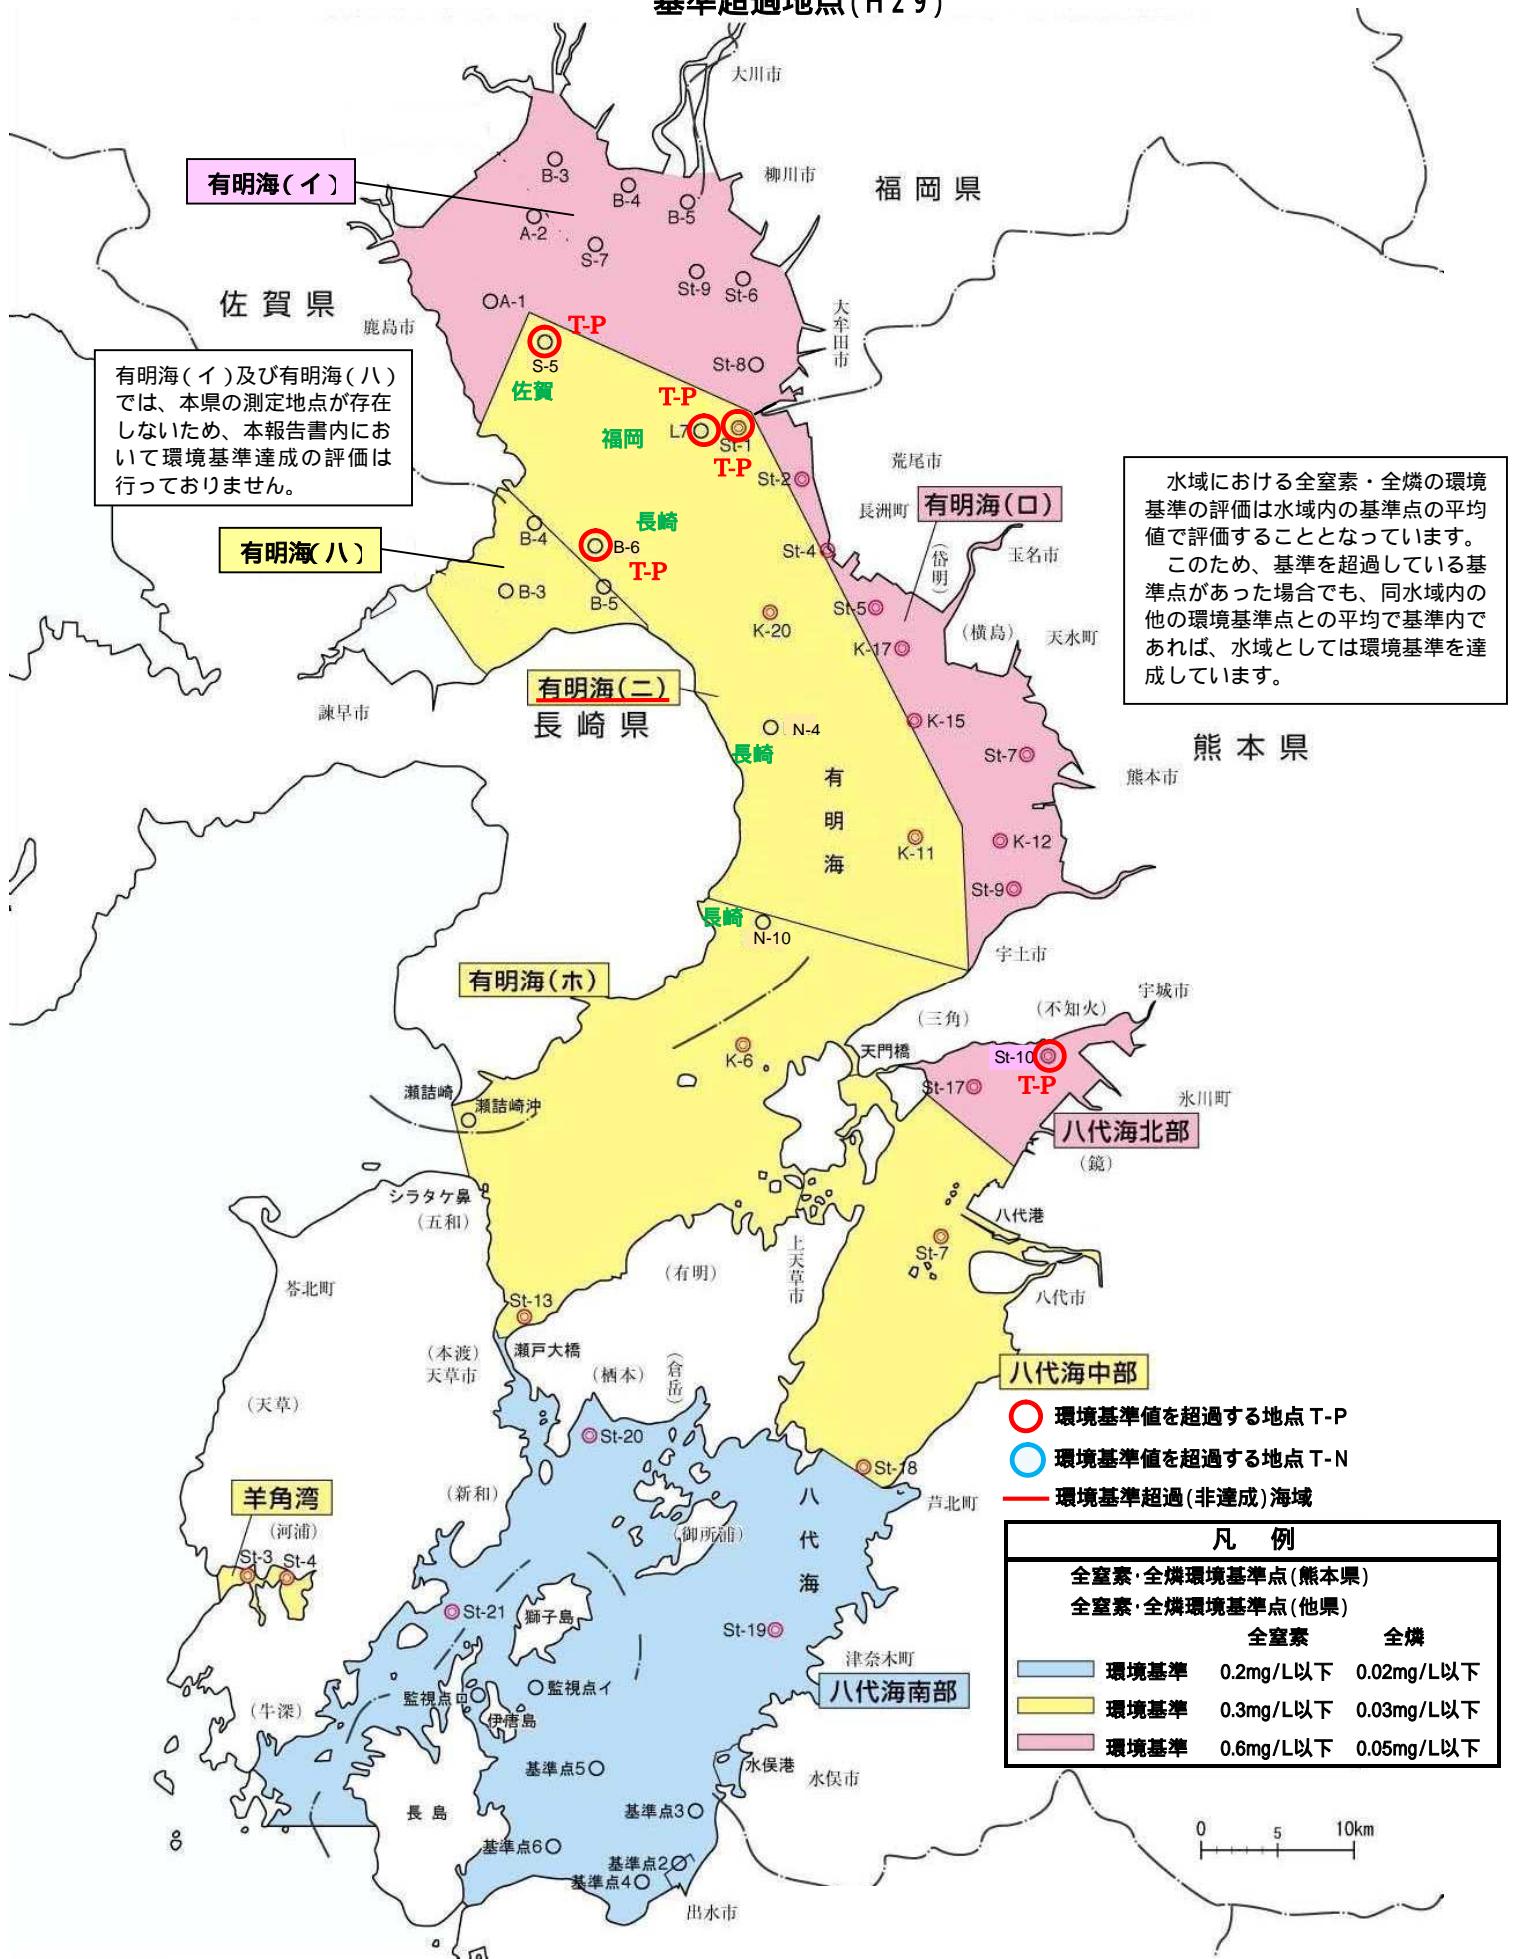 基準超過地点(H29)
大川市
柳川市
福岡県
有明海(イ)
B-3
B-4
B-5
A-2
S-7
St-9
St-6
A-1
佐賀県
鹿島市
大牟田市
T-P
S-5
佐賀
St-8
有明海(イ)及び有明海(ハ)
では、本県の測定地点が存在
しないため、本報告書内にお
いて環境基準達成の評価は
行っておりません。
T-P
L7
St-1
福岡
T-P
荒尾市
St-2
長洲町
有明海(ロ)
水域における全窒素・全燐の環境
基準の評価は水域内の基準点の平均
値で評価することとなっています。
このため、基準を超過している基
準点があった場合でも、同水域内の
他の環境基準点との平均で基準内で
あれば、水域としては環境基準を達
成しています。
有明海(ハ)
B-4
長崎
B-6
T-P
St-4
(岱明)
玉名市
B-3
B-5
St-5
K-20
(横島)
天水町
K-17
有明海(ニ)
諫早市
長崎県
N-4
長崎
K-15
St-7
熊本県
熊本市
有明海
K-11
K-12
St-9
長崎
N-10
宇土市
有明海(ホ)
宇城市
(不知火)
(三角)
K-6
天門橋
St-10
T-P
St-17
瀬詰崎
瀬詰崎沖
氷川町
八代海北部
(鏡)
シラタケ鼻
(五和)
八代港
St-7
上天草市
(有明)
苓北町
八代市
St-13
瀬戸大橋
(本渡)
天草市
(栖本)
(倉岳)
八代海中部
(天草)
環境基準値を超過する地点T-P
St-20
環境基準値を超過する地点T-N
St-18
環境基準超過(非達成)海域
羊角湾
(新和)
芦北町
(河浦)
(御所浦)
八代海
St-3
St-4
凡 例
全窒素・全燐環境基準点(熊本県)
全窒素・全燐環境基準点(他県)
全窒素 全燐
環境基準 0.2mg/L以下 0.02mg/L以下
環境基準 0.3mg/L以下 0.03mg/L以下
環境基準 0.6mg/L以下 0.05mg/L以下
St-21
獅子島
St-19
津奈木町
八代海南部
監視点ロ
監視点イ
伊唐島
(牛深)
基準点5
水俣港
水俣市
長島
基準点3
基準点6
基準点2
基準点4
出水市
0 5 10km